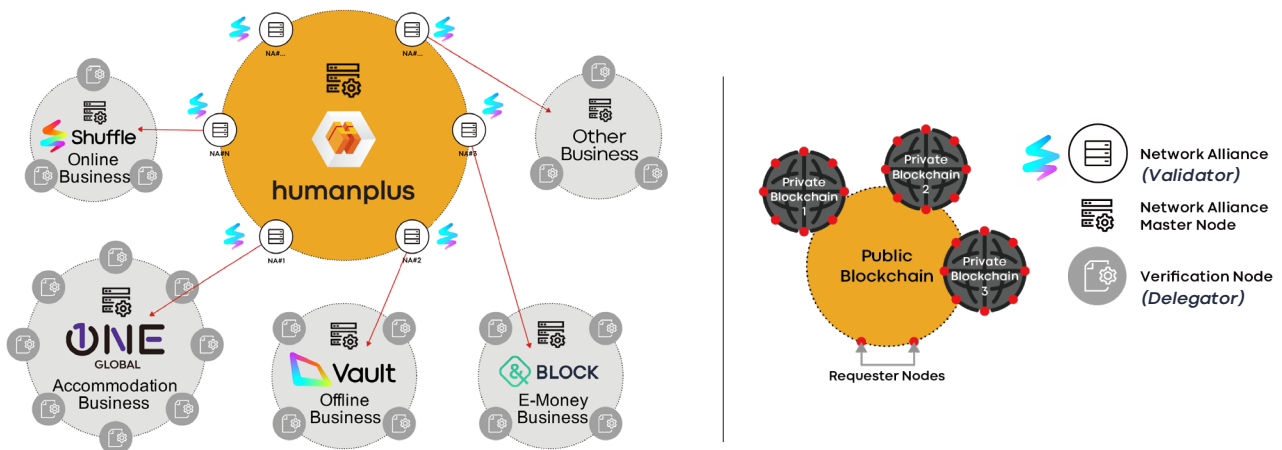 NA#...
NA#...
NA#N
NA#3
NA#1
NA#2
humanplus
Shuffle
Online
Business
Other
Business
1ONE
GLOBAL
Accommodation
Business
Vault
Offline
Business
& BLOCK
E-Money
Business
Private
Blockchain
1
Private
Blockchain
2
Private
Blockchain
3
Public
Blockchain
Requester Nodes
Network Alliance
(Validator)
Network Alliance
Master Node
Verification Node
(Delegator)